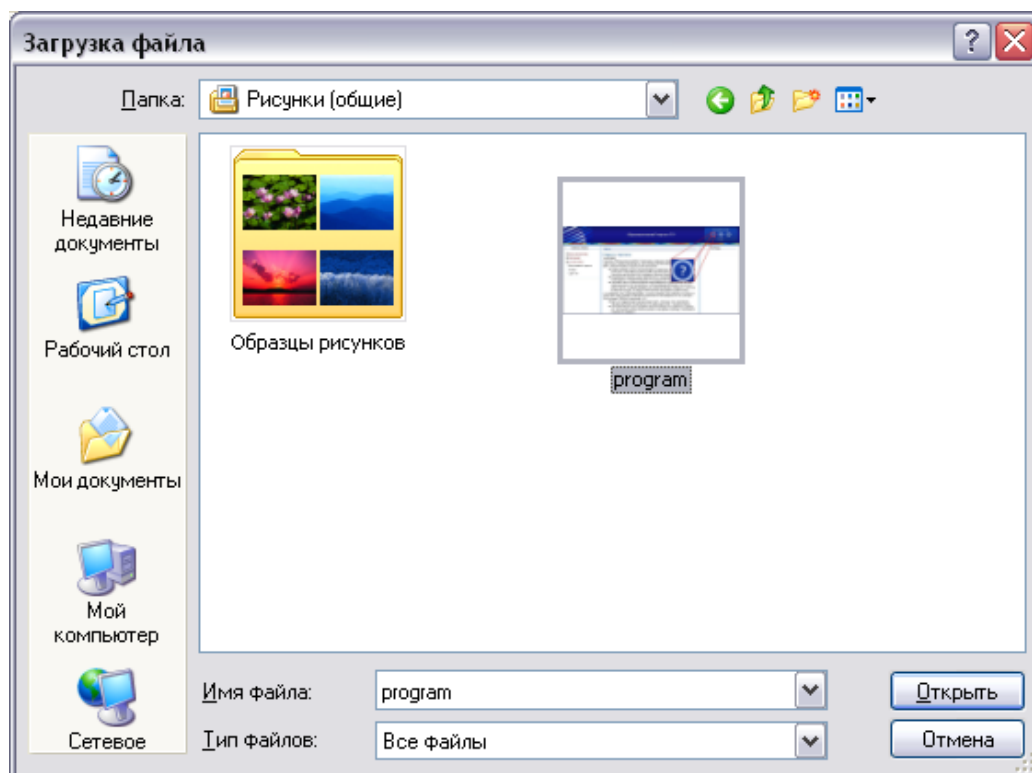 Загрузка файла
Папка:
Рисунки (общие)
Недавние
документы
Рабочий стол
Мои документы
Мой
компьютер
Сетевое
Образцы рисунков
program
Имя файла:
program
Открыть
Тип файлов:
Все файлы
Отмена